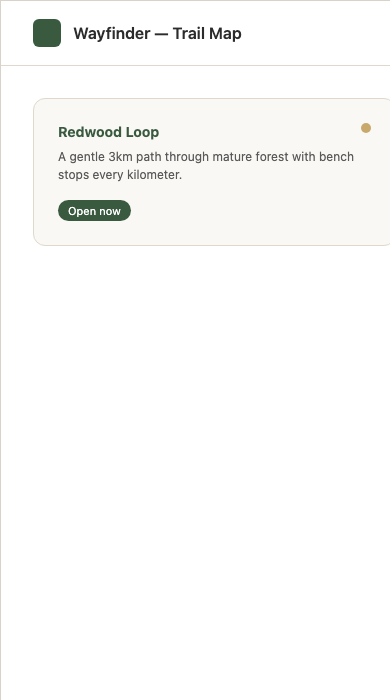 Wayfinder — Trail Map
Redwood Loop
A gentle 3km path through mature forest with bench
stops every kilometer.
Open now